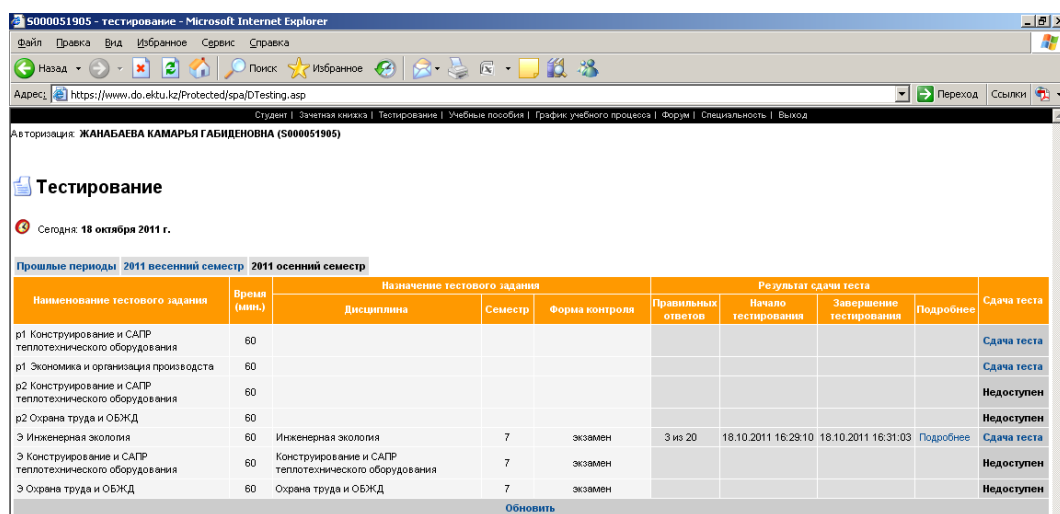 S000051905 - тестирование - Microsoft Internet Explorer
Файл Правка Вид Избранное Сервис Справка
Назад Поиск Избранное
Адрес: https://www.do.ektu.kz/Protected/spa/DTesting.asp Переход Ссылки
Студент | Зачетная книжка | Тестирование | Учебные пособия | График учебного процесса | Форум | Специальность | Выход
Авторизация: ЖАНАБАЕВА КАМАРЬЯ ГАБИДЕНОВНА (S000051905)
Тестирование
Сегодня: 18 октября 2011 г.
Прошлые периоды 2011 весенний семестр 2011 осенний семестр
Наименование тестового задания Время (мин.) Назначение тестового задания Результат сдачи теста Сдача теста
Дисциплина Семестр Форма контроля Правильных ответов Начало тестирования Завершение тестирования Подробнее
р1 Конструирование и САПР теплотехнического оборудования 60 Сдача теста
р1 Экономика и организация производста 60 Сдача теста
р2 Конструирование и САПР теплотехнического оборудования 60 Недоступен
р2 Охрана труда и ОБЖД 60 Недоступен
Э Инженерная экология 60 Инженерная экология 7 экзамен 3 из 20 18.10.2011 16:29:10 18.10.2011 16:31:03 Подробнее Сдача теста
Э Конструирование и САПР теплотехнического оборудования 60 Конструирование и САПР теплотехнического оборудования 7 экзамен Недоступен
Э Охрана труда и ОБЖД 60 Охрана труда и ОБЖД 7 экзамен Недоступен
Обновить